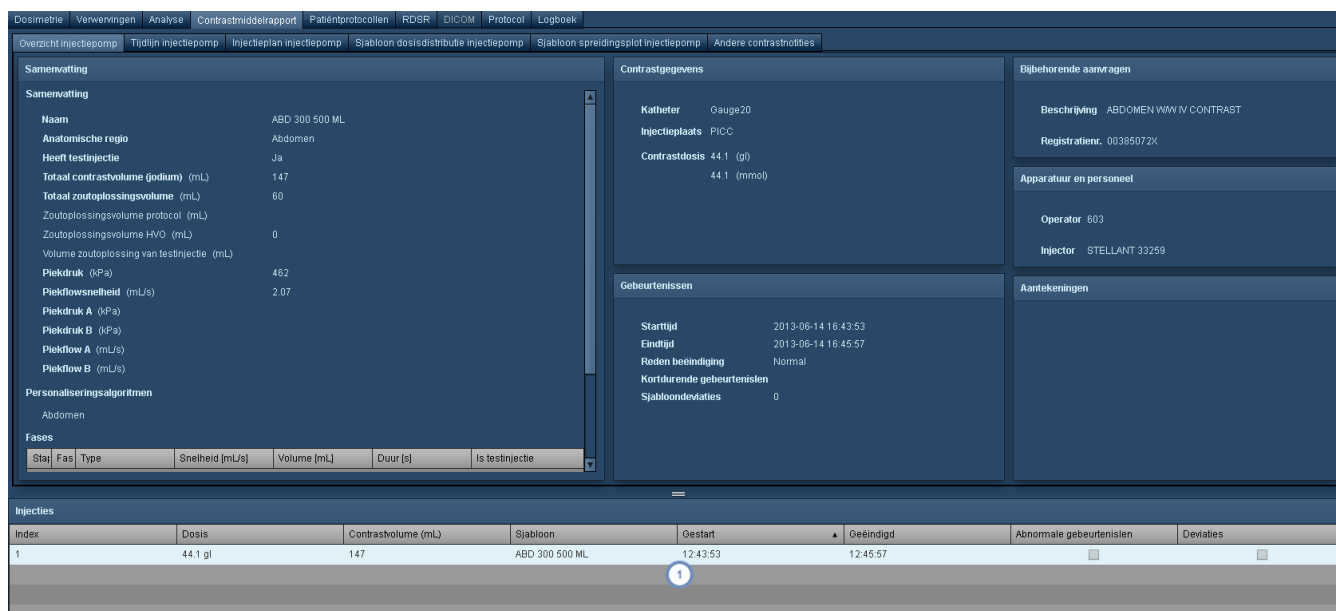 Dosimetrie Verwervingen Analyse Contrastmiddelrapport Patiëntprotocollen RDSR DICOM Protocol Logboek
Overzicht injectiepomp Tijdlijn injectiepomp Injectieplan injectiepomp Sjabloon dosisdistributie injectiepomp Sjabloon spreidingsplot injectiepomp Andere contrastnotities
Samenvatting
Samenvatting
Naam ABD 300 500 ML
Anatomische regio Abdomen
Heeft testinjectie Ja
Totaal contrastvolume (jodium) (mL) 147
Totaal zoutoplossingsvolume (mL) 60
Zoutoplossingsvolume protocol (mL)
Zoutoplossingsvolume HVO (mL) 0
Volume zoutoplossing van testinjectie (mL)
Piekdruk (kPa) 462
Piekflowsnelheid (mL/s) 2.07
Piekdruk A (kPa)
Piekdruk B (kPa)
Piekflow A (mL/s)
Piekflow B (mL/s)
Personaliseringsalgoritmen
Abdomen
Fases
Stap Fas Type Snelheid [mL/s] Volume [mL] Duur [s] Is testinjectie
Contrastgegevens
Katheter Gauge20
Injectieplaats PICC
Contrastdosis 44.1 (gI)
44.1 (mmol)
Gebeurtenissen
Starttijd 2013-06-14 16:43:53
Eindtijd 2013-06-14 16:45:57
Reden beëindiging Normal
Kortdurende gebeurtenislen
Sjabloondeviaties 0
Bijbehorende aanvragen
Beschrijving ABDOMEN W/W IV CONTRAST
Registratienr. 00385072X
Apparatuur en personeel
Operator 603
Injector STELLANT 33259
Aantekeningen
Injecties
Index Dosis Contrastvolume (mL) Sjabloon Gestart Geëindigd Abnormale gebeurtenislen Deviaties
1 44.1 gI 147 ABD 300 500 ML 12:43:53 12:45:57
1